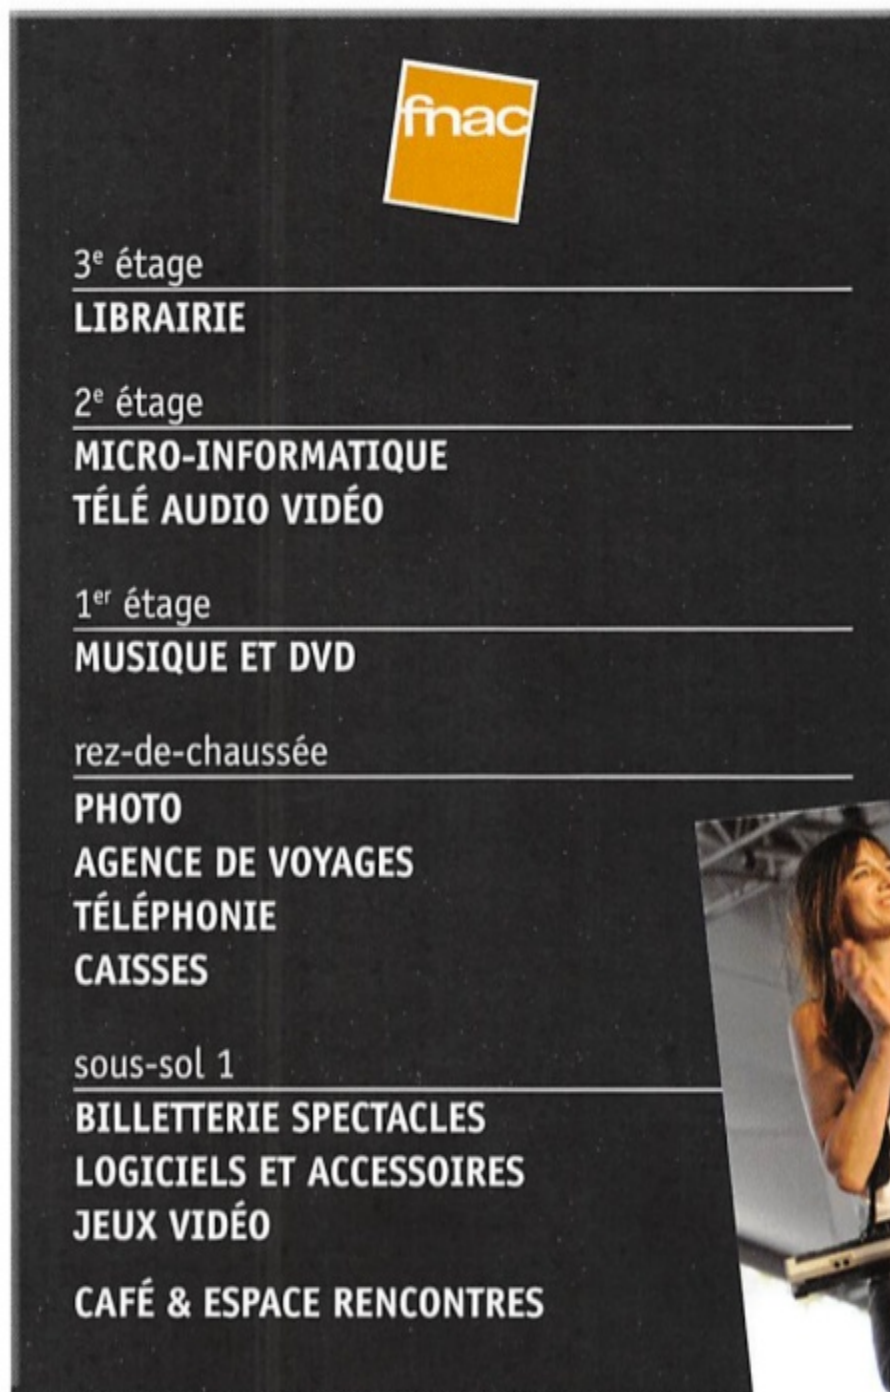 fnac
3e étage
LIBRAIRIE
2e étage
MICRO-INFORMATIQUE
TÉLÉ AUDIO VIDÉO
1er étage
MUSIQUE ET DVD
rez-de-chaussée
PHOTO
AGENCE DE VOYAGES
TÉLÉPHONIE
CAISSES
sous-sol 1
BILLETTERIE SPECTACLES
LOGICIELS ET ACCESSOIRES
JEUX VIDÉO
CAFÉ & ESPACE RENCONTRES